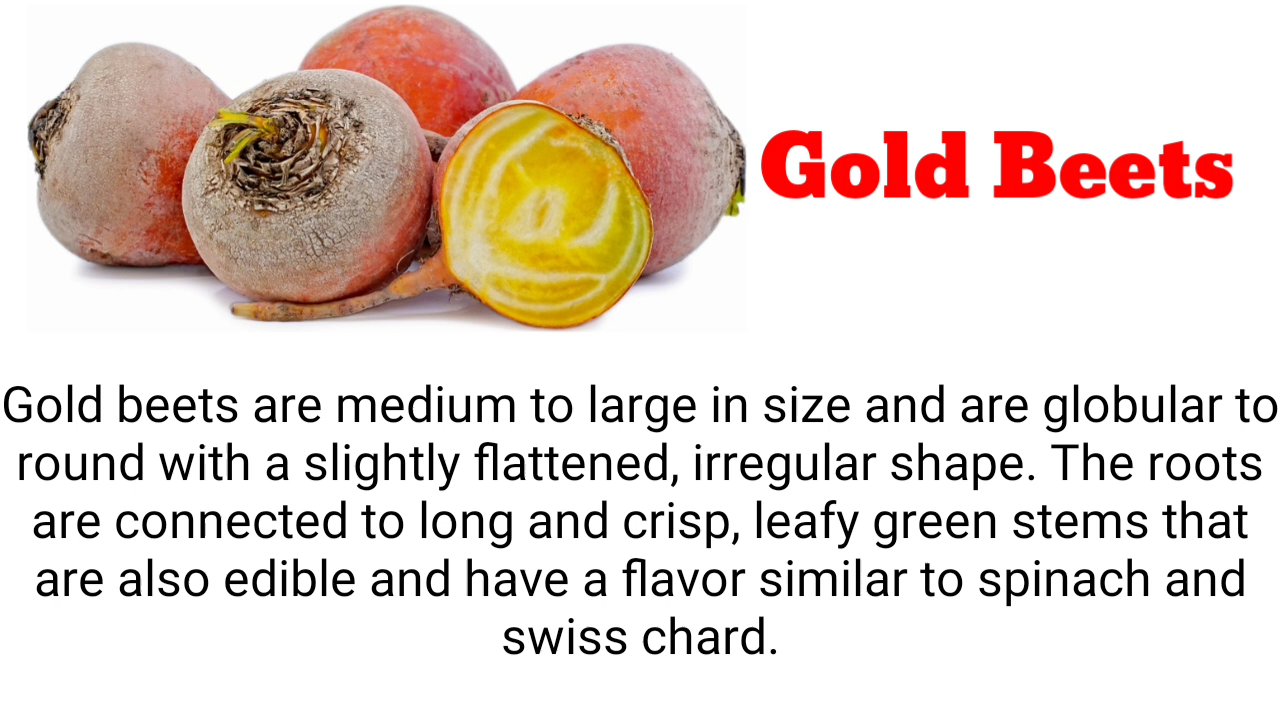 Gold Beets
Gold beets are medium to large in size and are globular to
round with a slightly flattened, irregular shape. The roots
are connected to long and crisp, leafy green stems that
are also edible and have a flavor similar to spinach and
swiss chard.